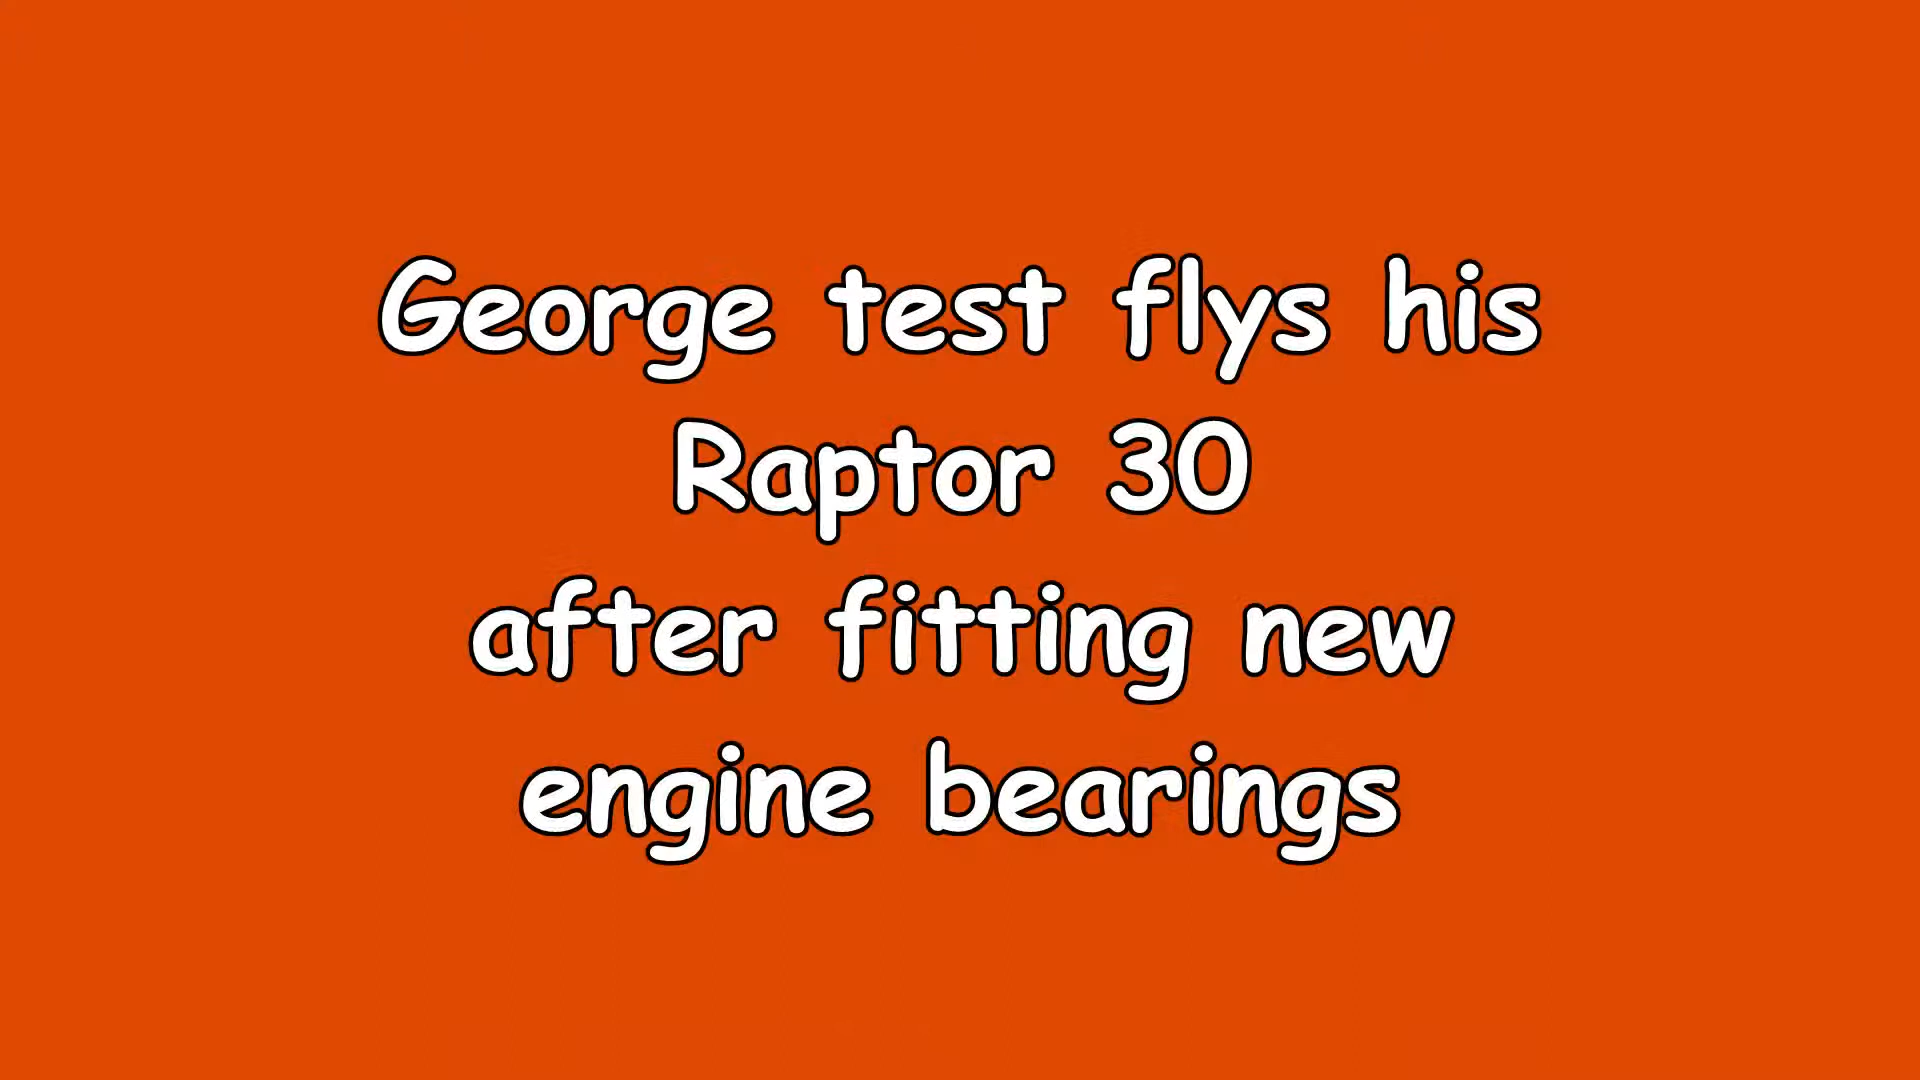 George test flys his
Raptor 30
after fitting new
engine bearings